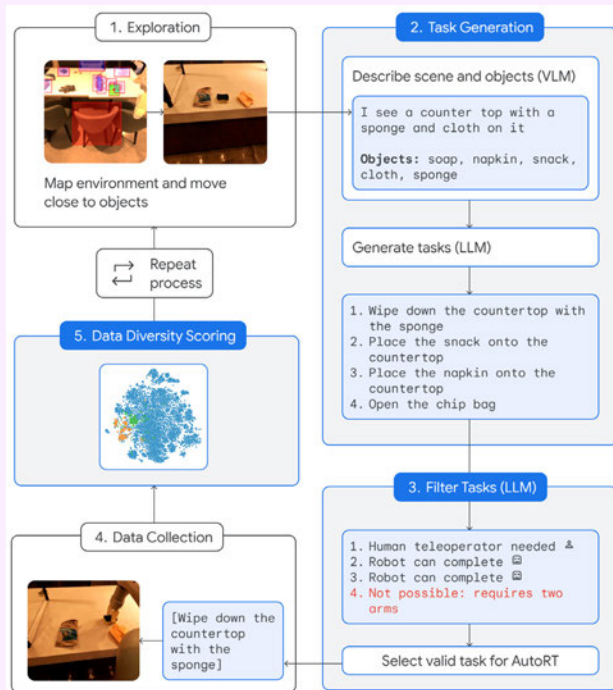 1. Exploration
Map environment and move
close to objects
2. Task Generation
Describe scene and objects (VLM)
I see a counter top with a
sponge and cloth on it
Objects: soap, napkin, snack,
cloth, sponge
Generate tasks (LLM)
1. Wipe down the countertop with
the sponge
2. Place the snack onto the
countertop
3. Place the napkin onto the
countertop
4. Open the chip bag
3. Filter Tasks (LLM)
1. Human teleoperator needed
2. Robot can complete
3. Robot can complete
4. Not possible: requires two
arms
Select valid task for AutoRT
4. Data Collection
[Wipe down the
countertop
with the
sponge]
5. Data Diversity Scoring
Repeat
process